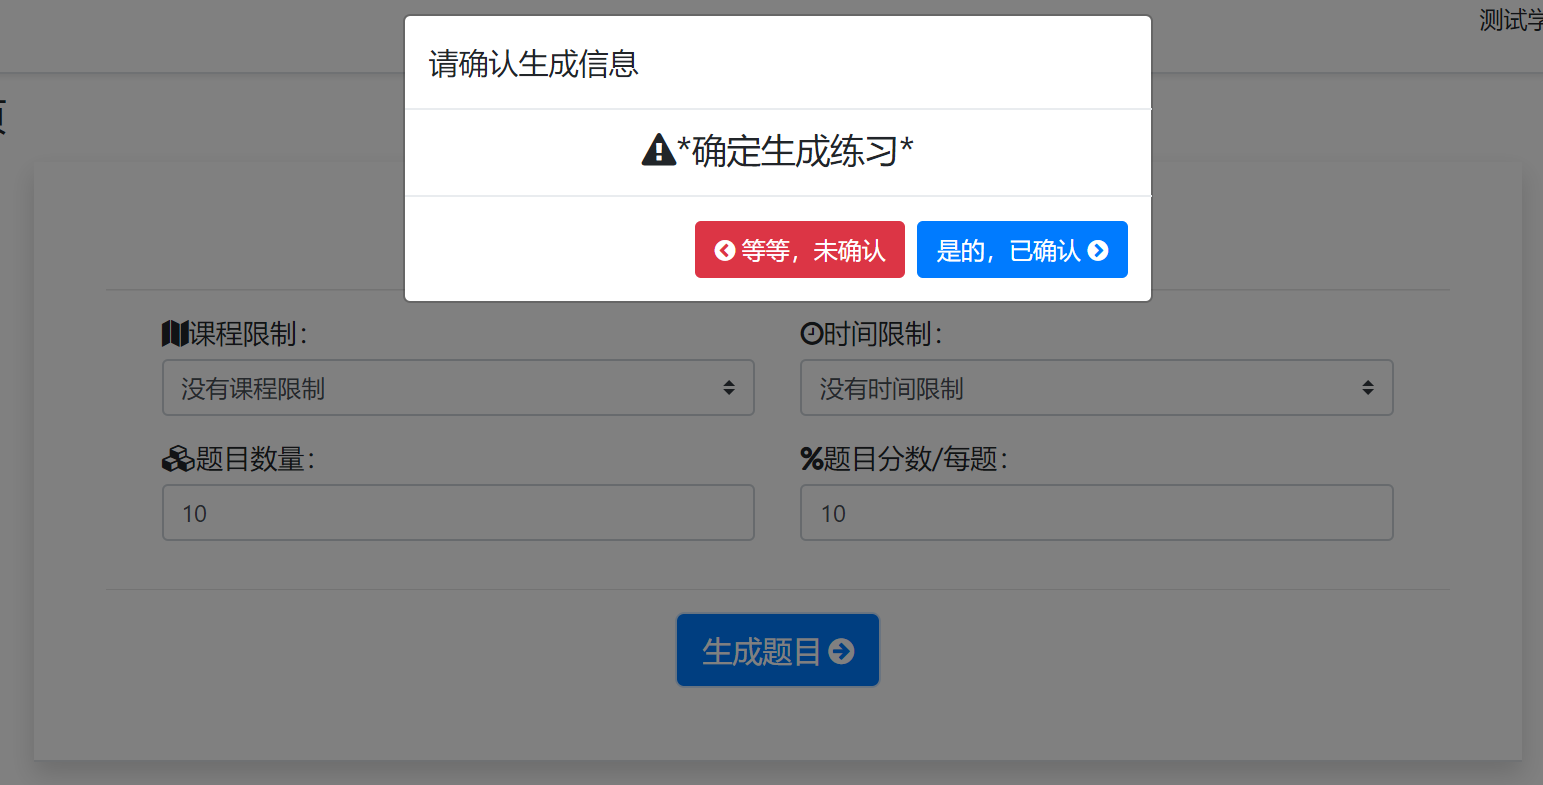 测试学
请确认生成信息
*确定生成练习*
等等，未确认
是的，已确认
课程限制：
时间限制：
没有课程限制
没有时间限制
题目数量：
题目分数/每题：
10
10
生成题目